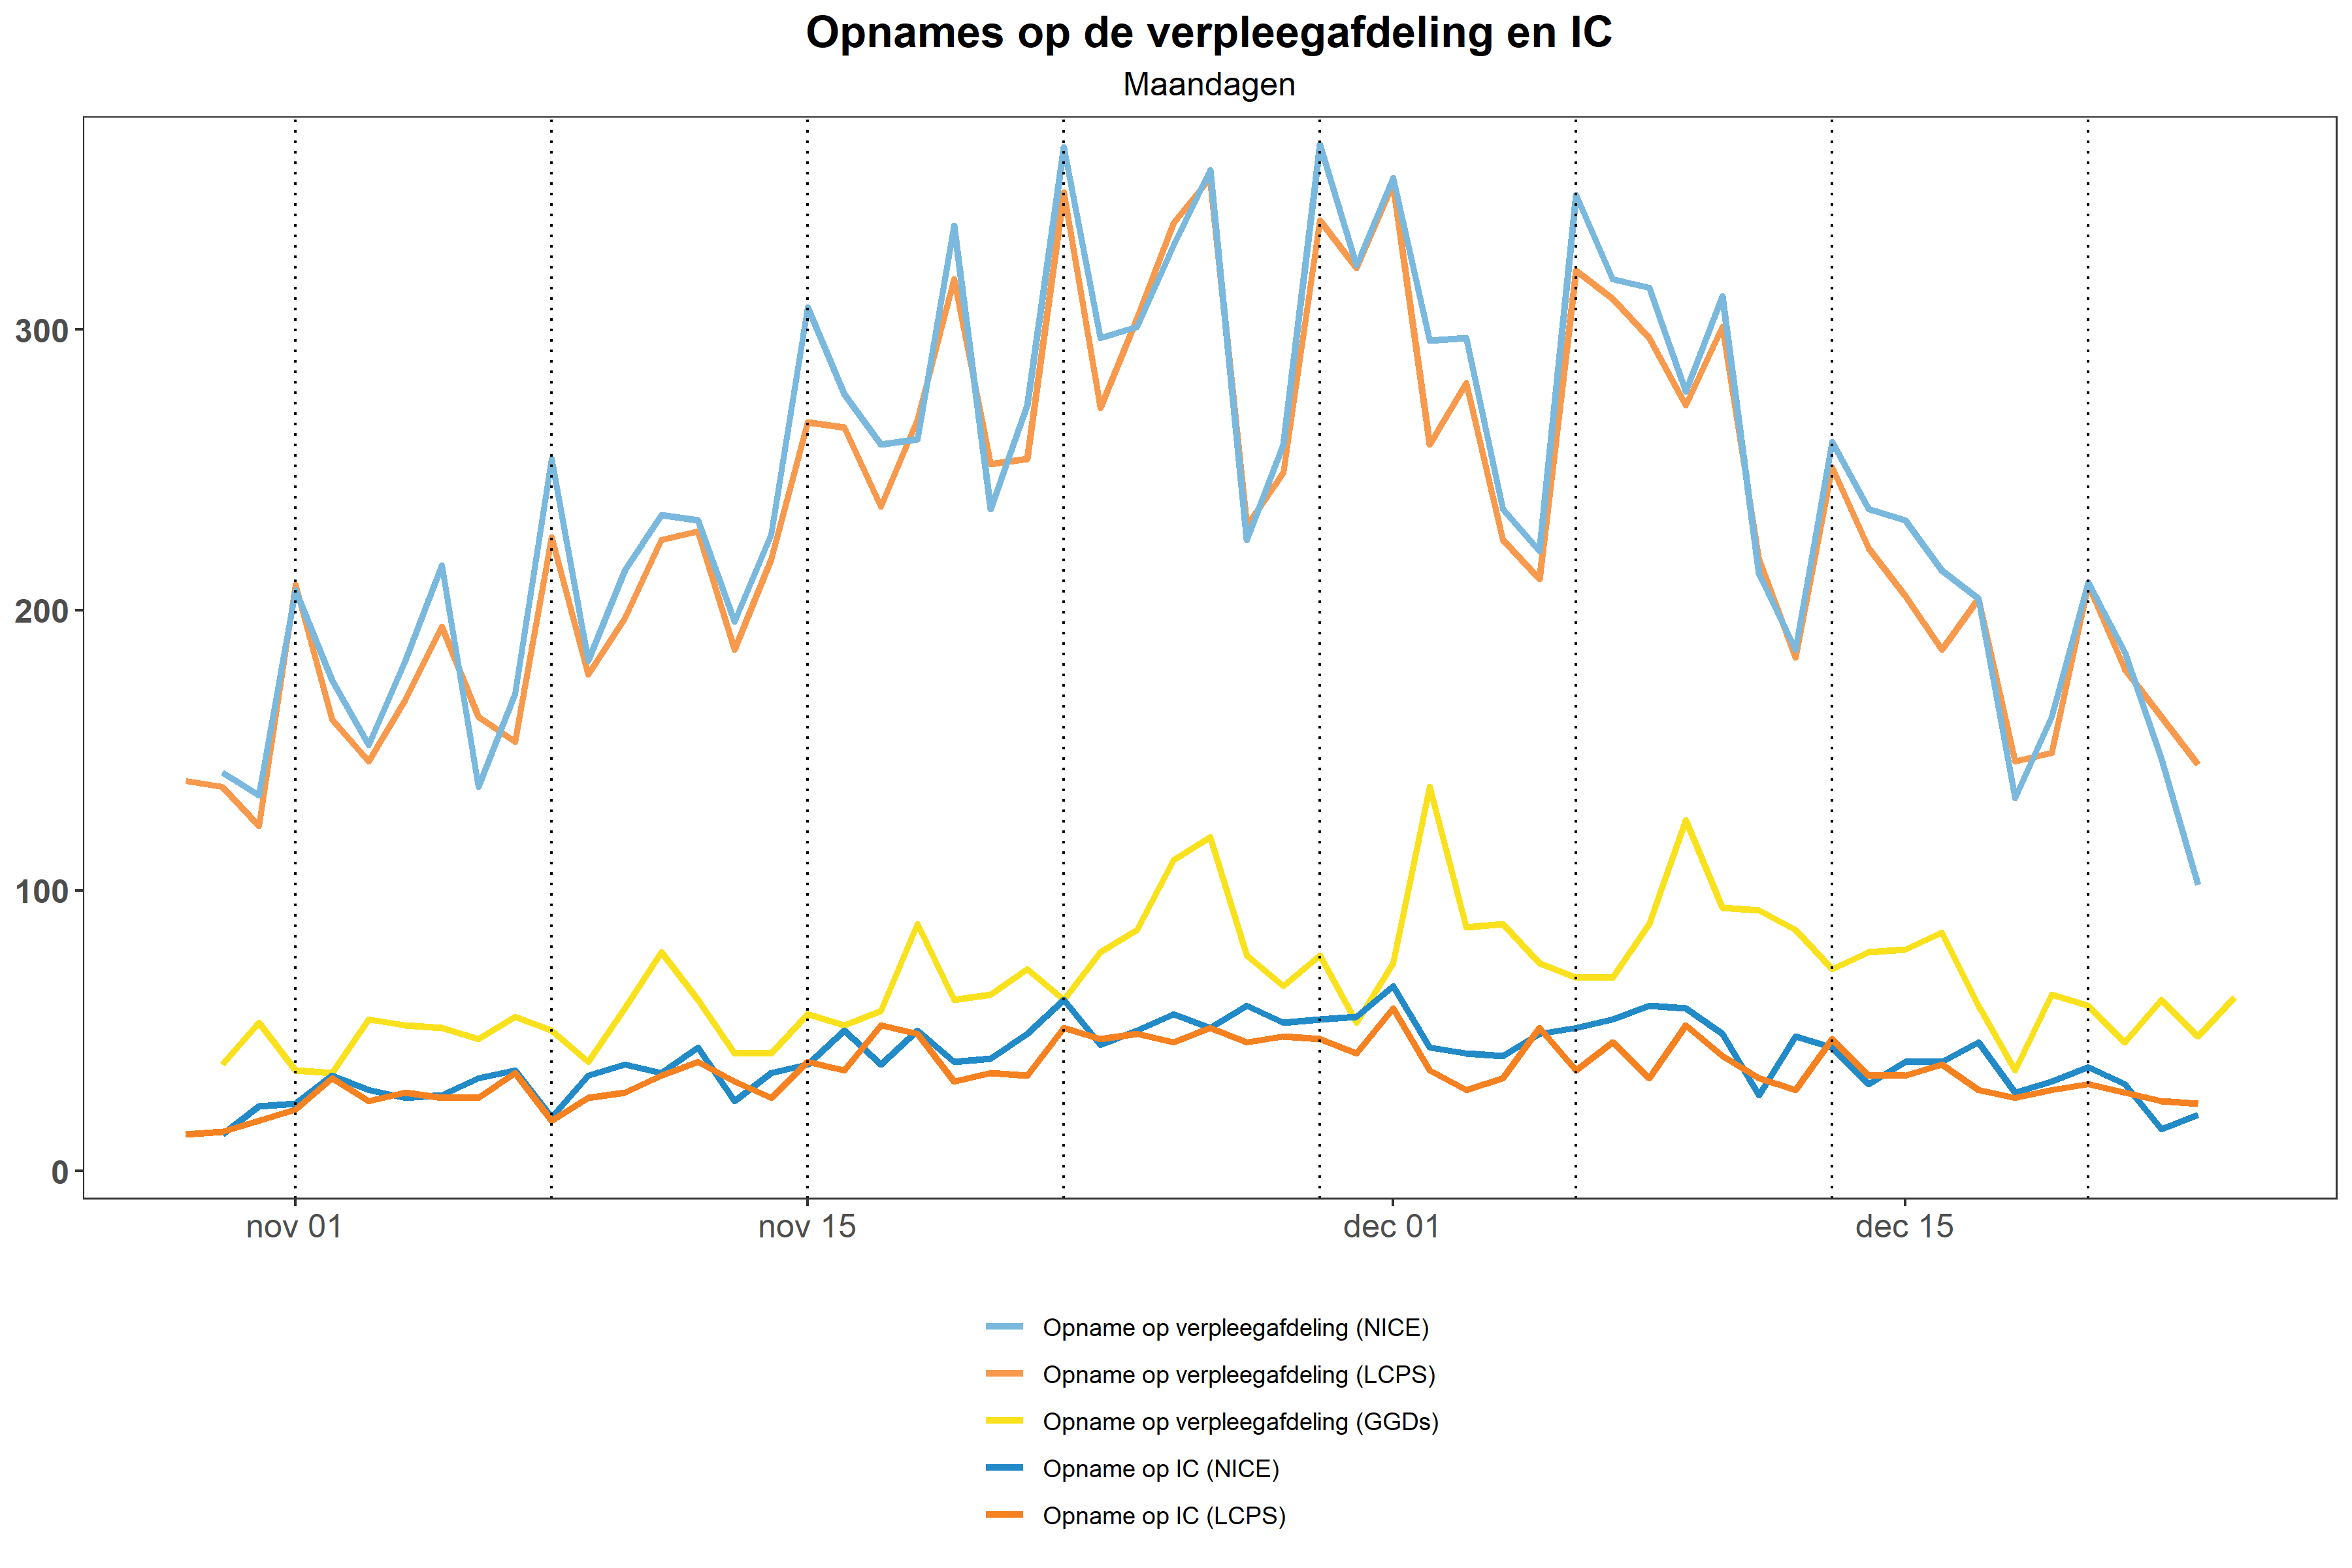 Opnames op de verpleegafdeling en IC
Maandagen
300
200
100
0
nov 01 nov 15 dec 01 dec 15
Opname op verpleegafdeling (NICE)
Opname op verpleegafdeling (LCPS)
Opname op verpleegafdeling (GGDs)
Opname op IC (NICE)
Opname op IC (LCPS)